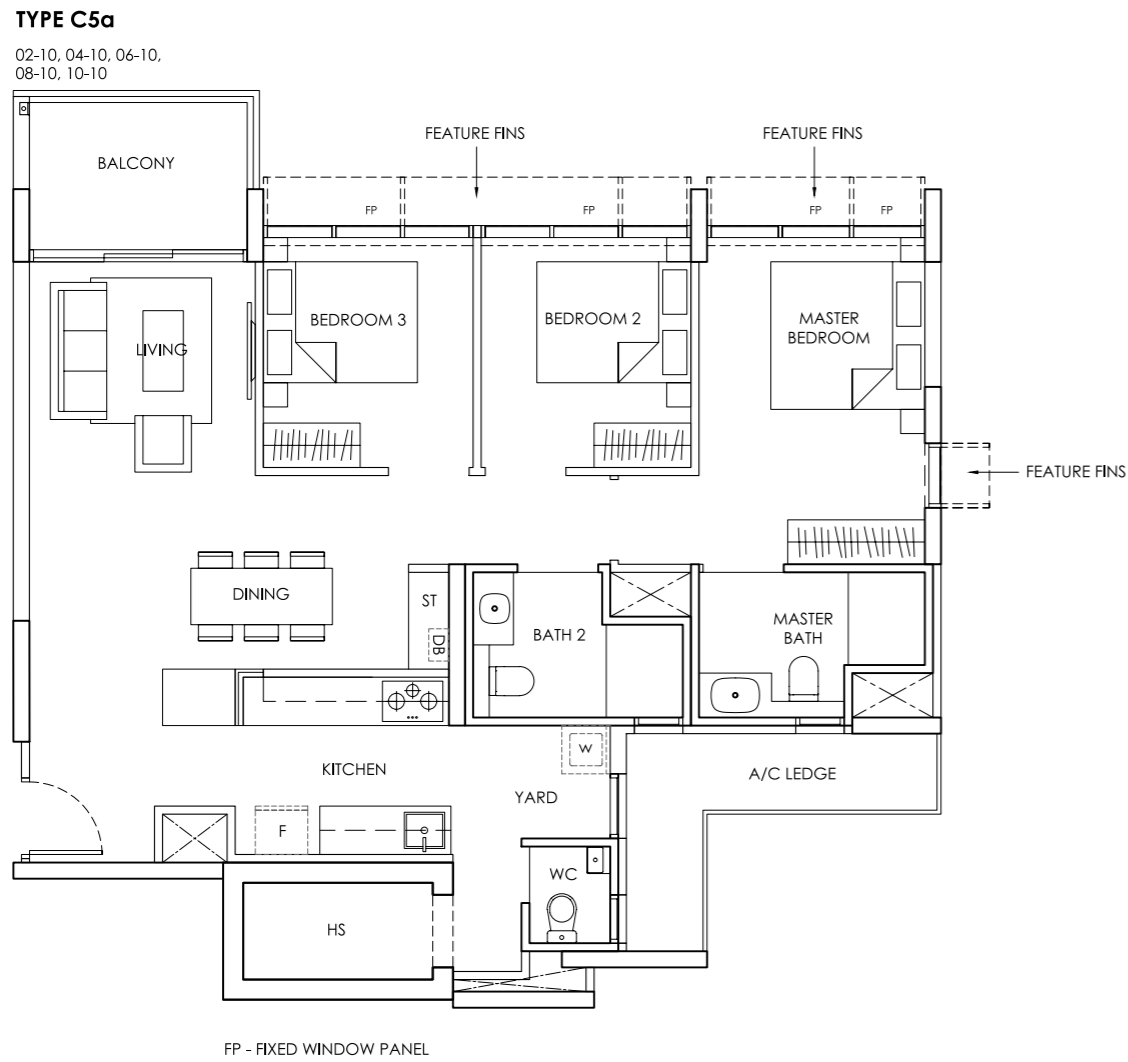 TYPE C5a
02-10, 04-10, 06-10,
08-10, 10-10
BALCONY
FEATURE FINS
FEATURE FINS
FP
FP
FP
FP
BEDROOM 3
BEDROOM 2
MASTER
BEDROOM
LIVING
FEATURE FINS
DINING
ST
DB
BATH 2
MASTER
BATH
KITCHEN
W
YARD
A/C LEDGE
F
WC
HS
FP - FIXED WINDOW PANEL